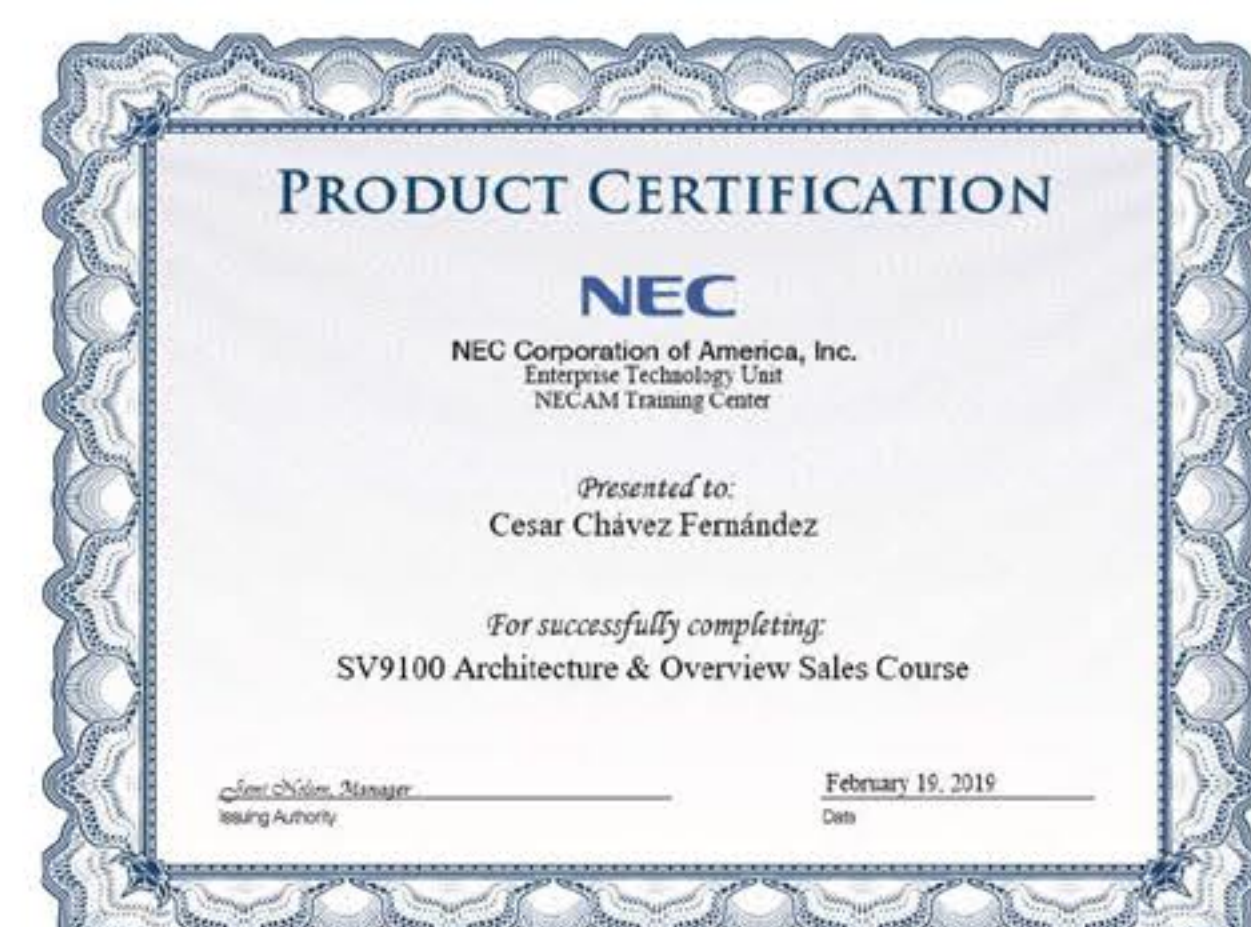 PRODUCT CERTIFICATION
NEC
NEC Corporation of America, Inc.
Enterprise Technology Unit
NECAM Training Center
Presented to:
Cesar Chávez Fernández
For successfully completing:
SV9100 Architecture & Overview Sales Course
Manager
February 19, 2019
Issuing Authority
Date